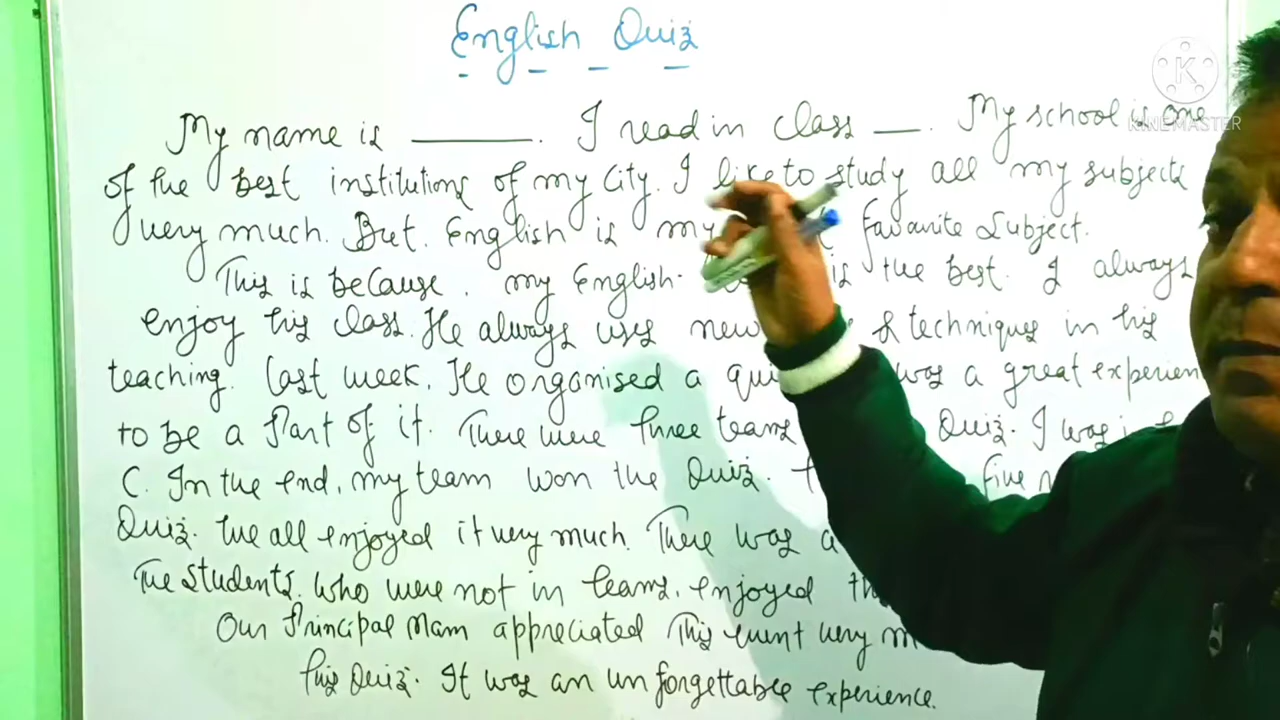 English Quiz
My name is ________. I read in class __. My school is one
of the best institutions of my City. I like to study all my subjects
very much. But. English is my favourite Subject.
This is because. my English is the best. I always
enjoy his class. He always uses new & techniques in his
teaching. Last week. He organised a was a great experien
to be a Part of it. There were three teams Quiz. I was
C. In the end, my team won the Quiz. five
Quiz. We all enjoyed it very much. There was a
The students. who were not in teams. enjoyed
Our Principal Mam appreciated This event very
this Quiz. It was an unforgettable experience.
K
KINEMASTER